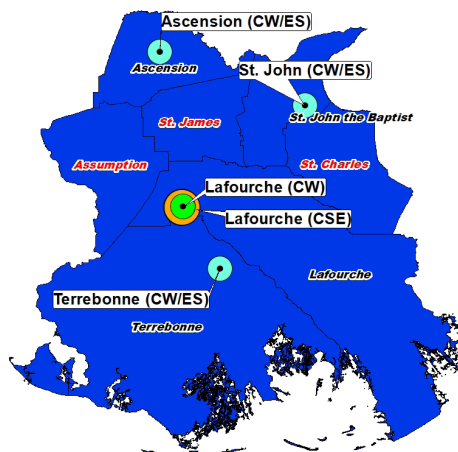 Ascension (CW/ES)
Ascension
St. John (CW/ES)
St. James
St. John the Baptist
Assumption
St. Charles
Lafourche (CW)
Lafourche (CSE)
Lafourche
Terrebonne (CW/ES)
Terrebonne